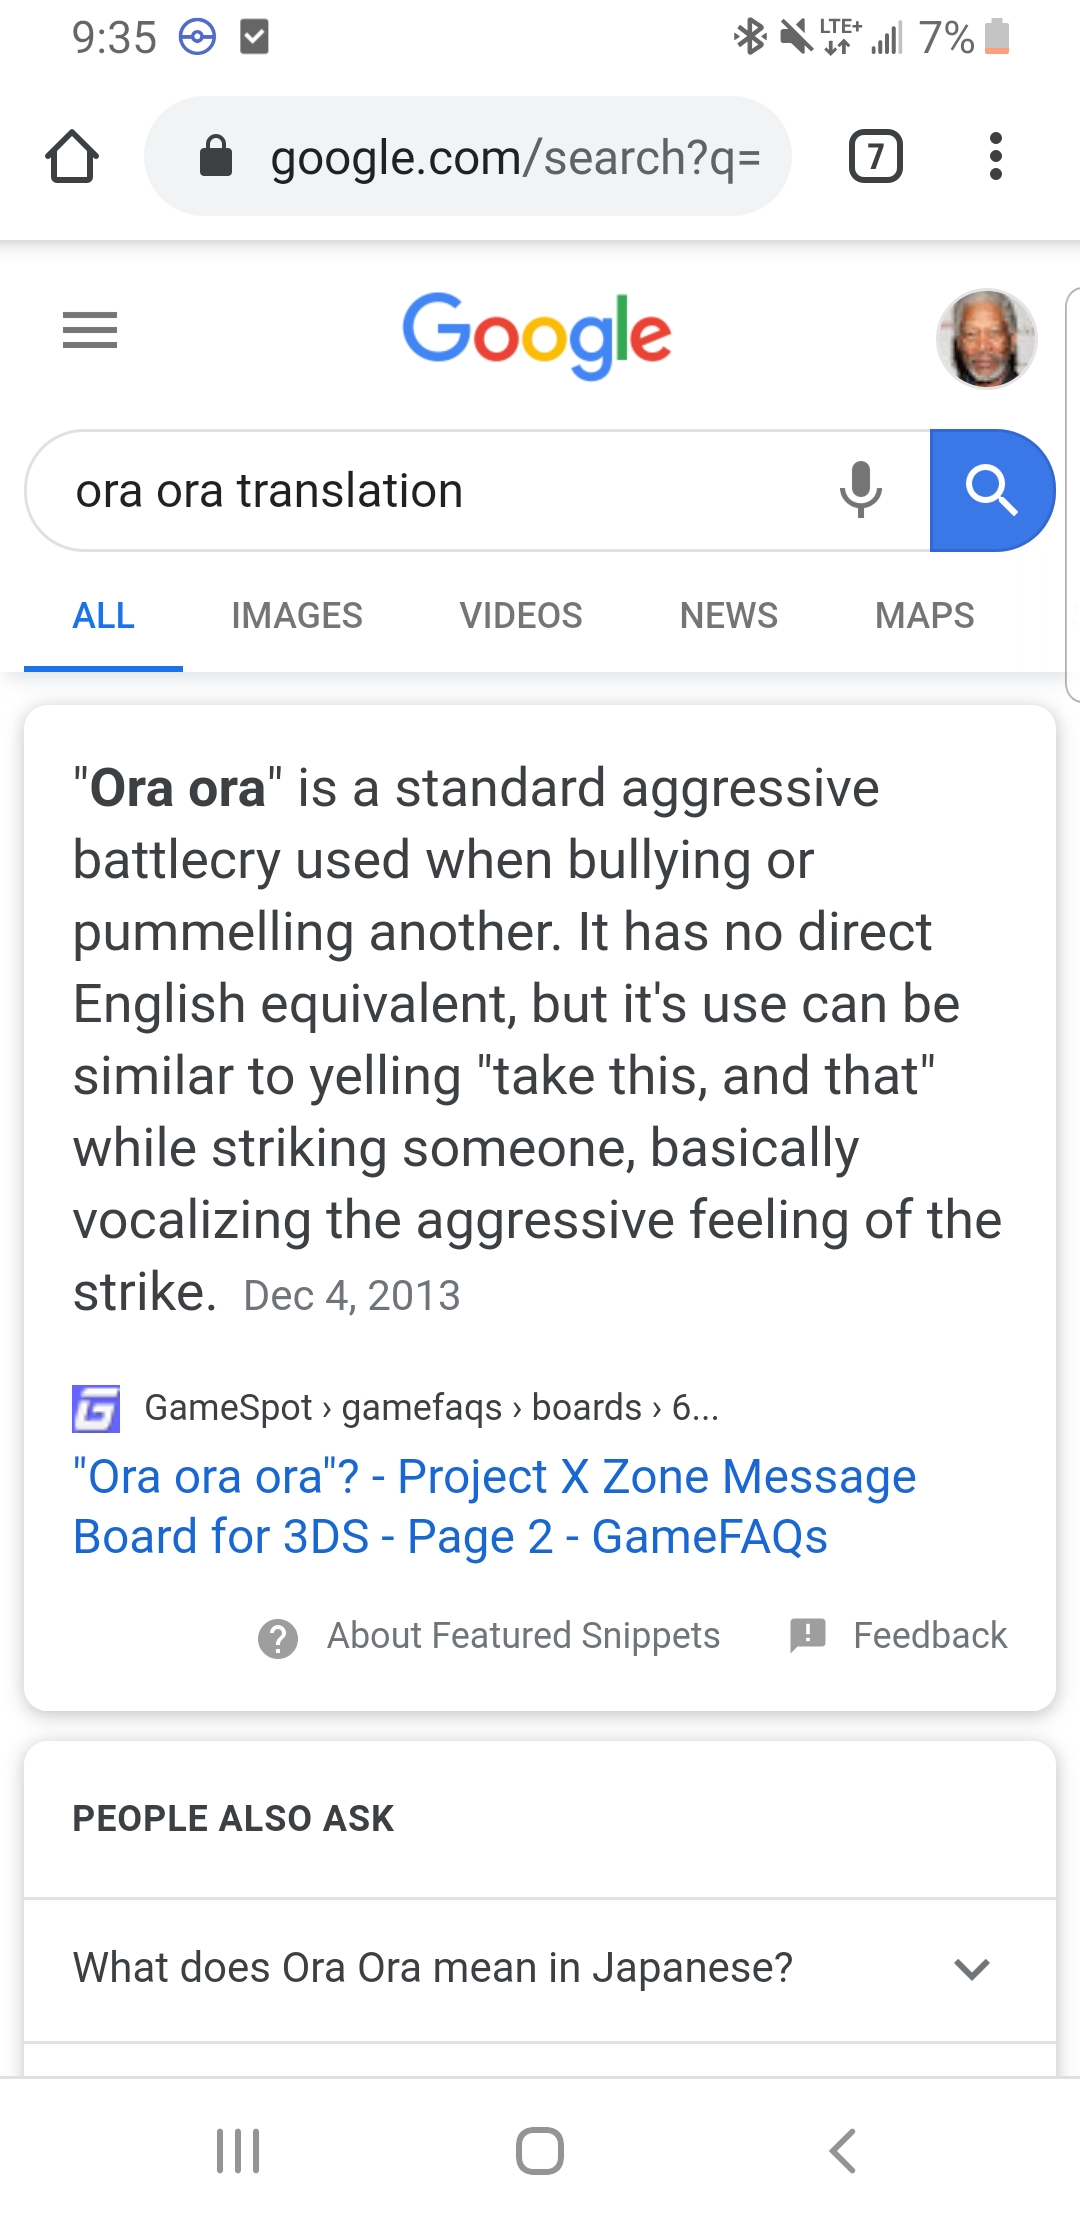 9:35 LTE+ 7%
google.com/search?q= 7
Google
ora ora translation
ALL IMAGES VIDEOS NEWS MAPS
"Ora ora" is a standard aggressive
battlecry used when bullying or
pummelling another. It has no direct
English equivalent, but it's use can be
similar to yelling "take this, and that"
while striking someone, basically
vocalizing the aggressive feeling of the
strike. Dec 4, 2013
GameSpot › gamefaqs › boards › 6...
"Ora ora ora"? - Project X Zone Message
Board for 3DS - Page 2 - GameFAQs
About Featured Snippets Feedback
PEOPLE ALSO ASK
What does Ora Ora mean in Japanese?